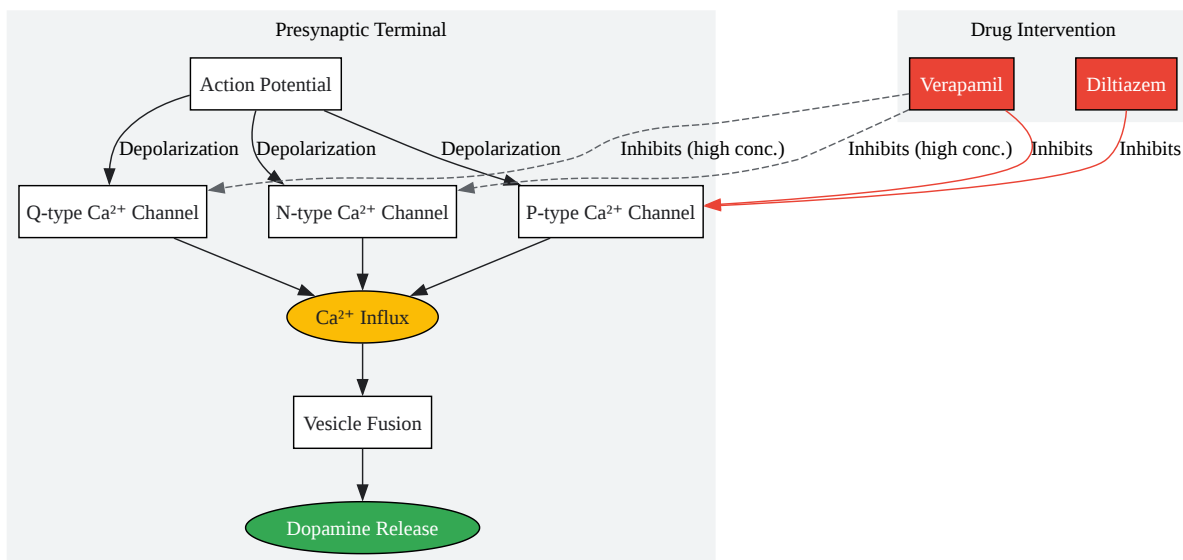 Presynaptic Terminal
Drug Intervention
Action Potential
Verapamil
Diltiazem
Depolarization
Depolarization
Depolarization
Inhibits (high conc.)
Inhibits (high conc.)
Inhibits
Inhibits
Q-type Ca²⁺ Channel
N-type Ca²⁺ Channel
P-type Ca²⁺ Channel
Ca²⁺ Influx
Vesicle Fusion
Dopamine Release